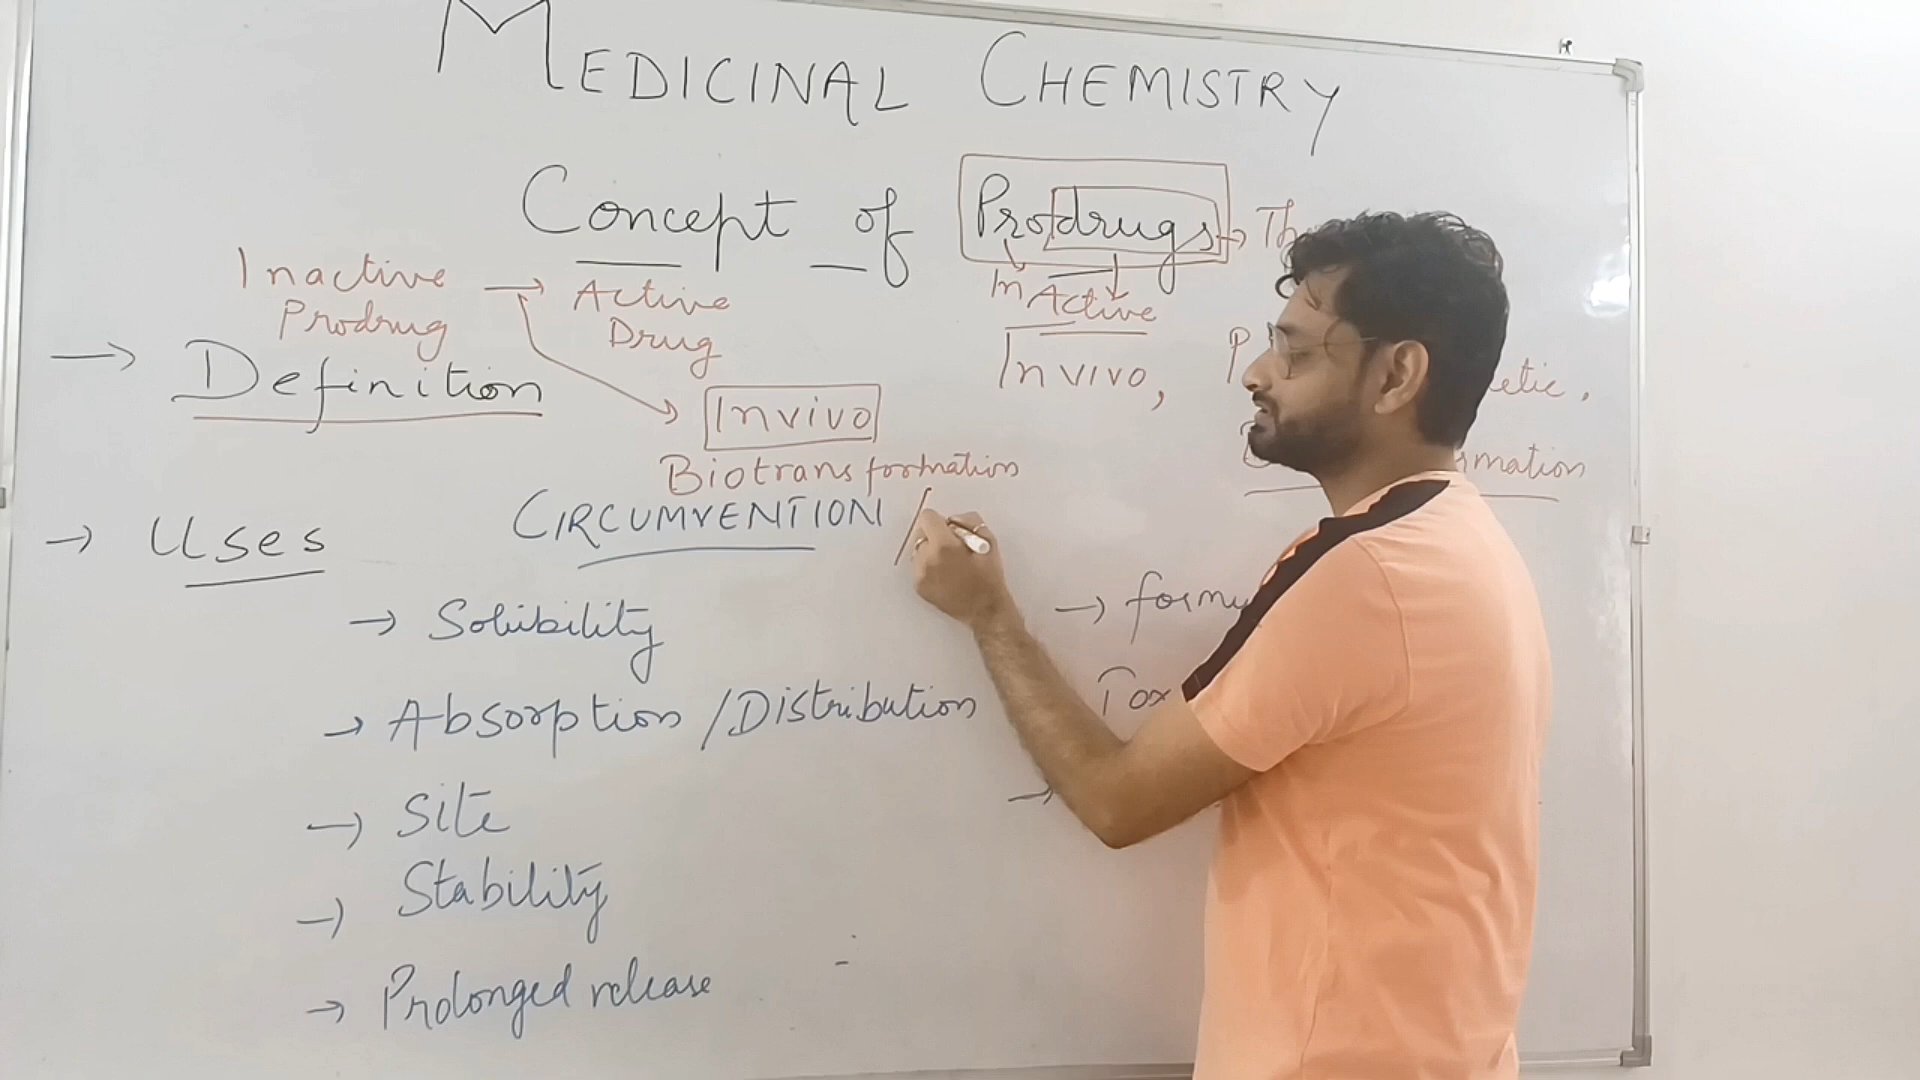 MEDICINAL CHEMISTRY
Concept of Prodrugs →
Inactive Prodrug → Active Drug
In Active
Invivo,
→ Definition
Invivo
Biotransformation
→ Uses
CIRCUMVENTION /
→ Solubility
→ Absorption / Distribution
→ Site
→ Stability
→ Prolonged release